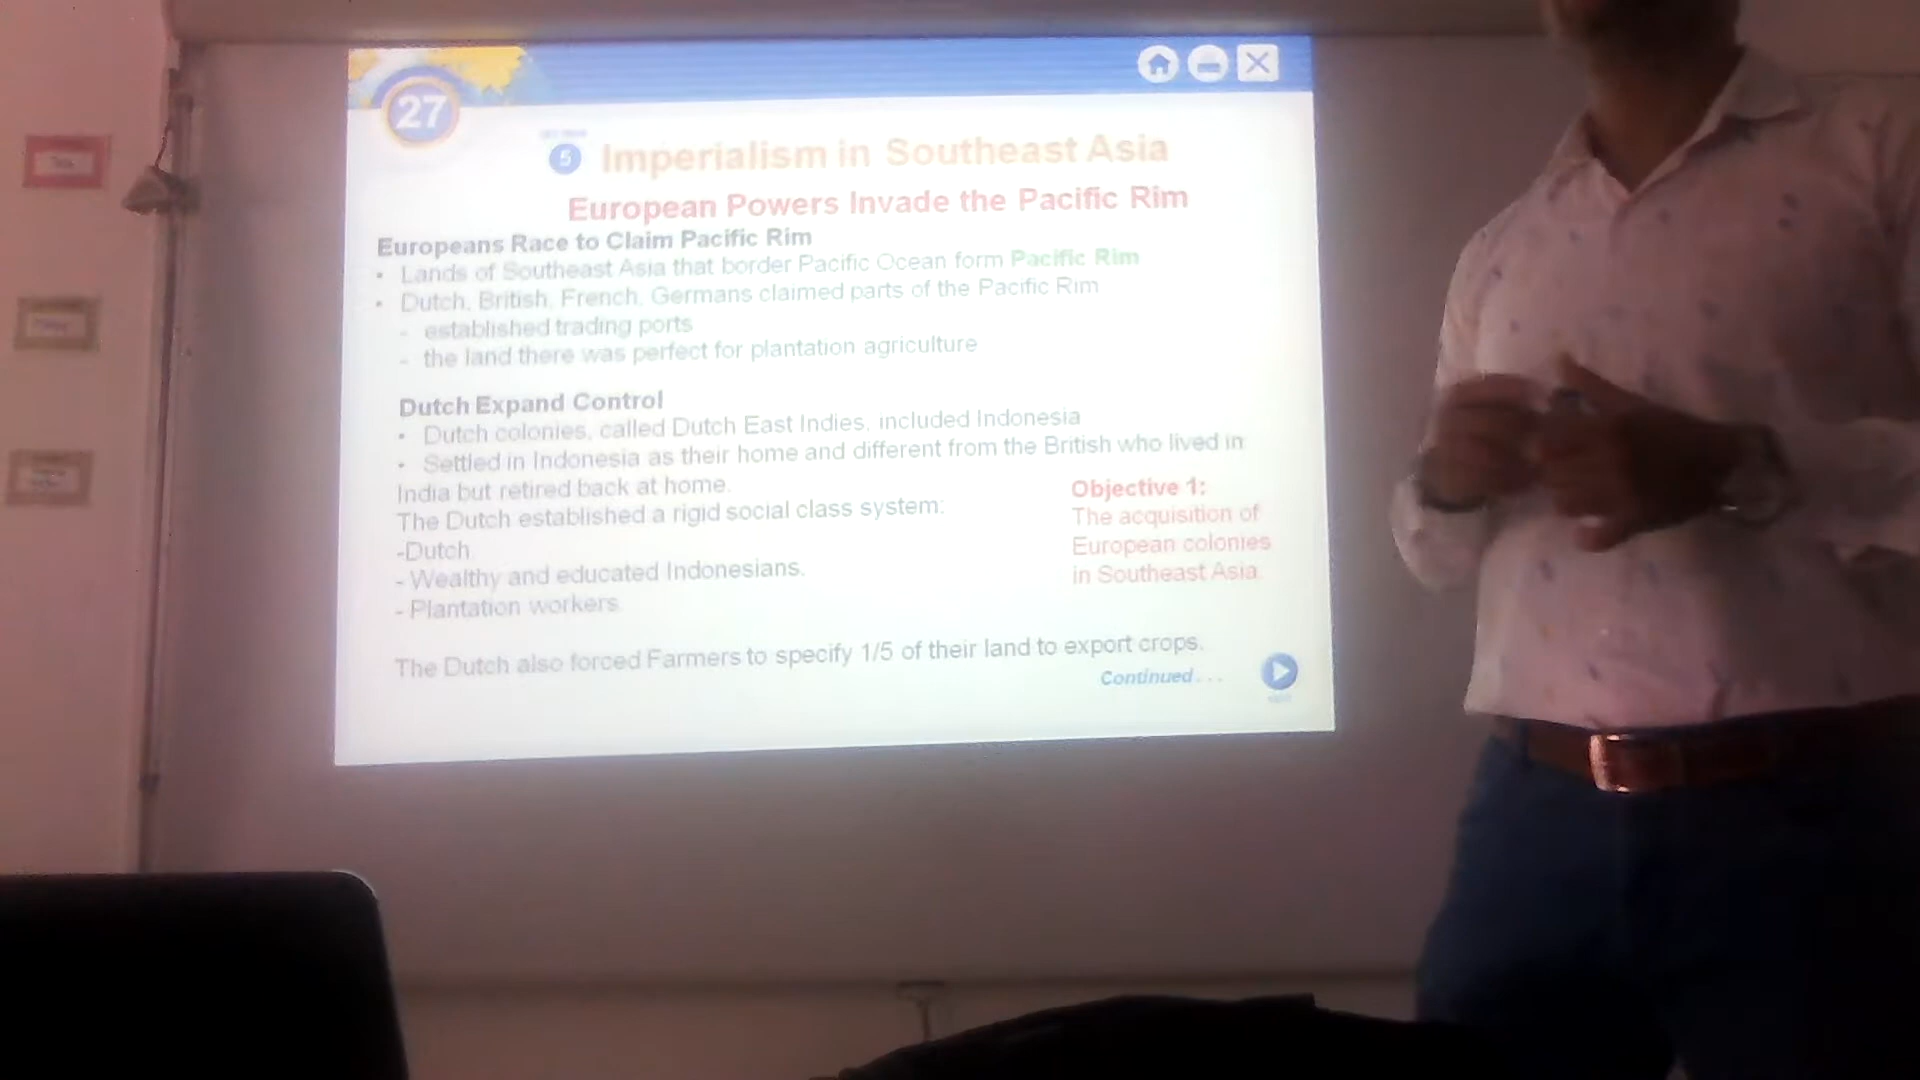 27
5 Imperialism in Southeast Asia
European Powers Invade the Pacific Rim
Europeans Race to Claim Pacific Rim
• Lands of Southeast Asia that border Pacific Ocean form Pacific Rim
• Dutch, British, French, Germans claimed parts of the Pacific Rim
- established trading ports
- the land there was perfect for plantation agriculture
Dutch Expand Control
• Dutch colonies, called Dutch East Indies, included Indonesia
• Settled in Indonesia as their home and different from the British who lived in
India but retired back at home.
The Dutch established a rigid social class system:
-Dutch
- Wealthy and educated Indonesians.
- Plantation workers
Objective 1:
The acquisition of
European colonies
in Southeast Asia
The Dutch also forced Farmers to specify 1/5 of their land to export crops.
Continued . . .